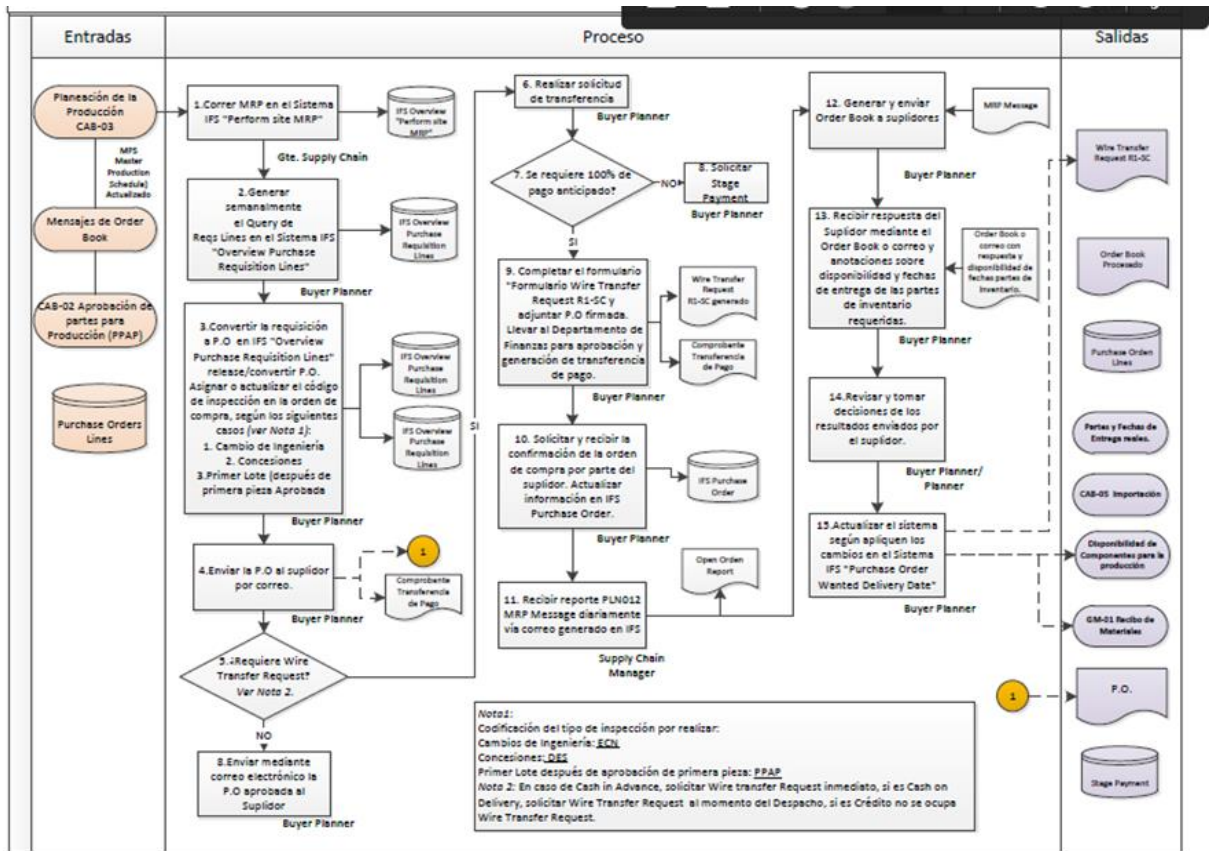 Entradas
Proceso
Salidas
Planeación de la
Producción
CAB-03
MPS
Master
Production
Schedule)
Actualizado
Mensajes de Order
Book
CAB-02 Aprobación de
partes para
Producción (PPAP)
Purchase Orders
Lines
1.Correr MRP en el Sistema
IFS "Perform site MRP"
Gte. Supply Chain
IFS Overview
"Perform site
MRP"
2.Generar
semanalmente
el Query de
Reqs Lines en el Sistema IFS
"Overview Purchase
Requisition Lines"
Buyer Planner
IFS Overview
Purchase
Requisition
Lines
3.Convertir la requisición
a P.O en IFS "Overview
Purchase Requisition Lines"
release/convertir P.O.
Asignar o actualizar el código
de inspección en la orden de
compra, según los siguientes
casos (ver Nota 1):
1. Cambio de Ingeniería
2. Concesiones
3.Primer Lote (después de
primera pieza Aprobada
Buyer Planner
IFS Overview
Purchase
Requisition
Lines
IFS Overview
Purchase
Requisition
Lines
4.Enviar la P.O al suplidor
por correo.
Buyer Planner
1
Comprobante
Transferencia
de Pago
5.¿Requiere Wire
Transfer Request?
Ver Nota 2.
SI
NO
8.Enviar mediante
correo electrónico la
P.O aprobada al
Suplidor
Buyer Planner
6. Realizar solicitud
de transferencia
Buyer Planner
7. Se requiere 100% de
pago anticipado?
NO
8. Solicitar
Stage
Payment
Buyer Planner
SI
9. Completar el formulario
"Formulario Wire Transfer
Request R1-SC y
adjuntar P.O firmada.
Llevar al Departamento de
Finanzas para aprobación y
generación de transferencia
de pago.
Buyer Planner
Wire Transfer
Request
R1-SC generado
Comprobante
Transferencia
de Pago
10. Solicitar y recibir la
confirmación de la orden
de compra por parte del
suplidor. Actualizar
información en IFS
Purchase Order.
Buyer Planner
IFS Purchase
Order
11. Recibir reporte PLN012
MRP Message diariamente
vía correo generado en IFS
Supply Chain
Manager
Open Orden
Report
12. Generar y enviar
Order Book a suplidores
Buyer Planner
MRP Message
13. Recibir respuesta del
Suplidor mediante el
Order Book o correo y
anotaciones sobre
disponibilidad y fechas
de entrega de las partes
de inventario
requeridas.
Buyer Planner
Order Book o
correo con
respuesta y
disponibilidad de
fechas partes de
Inventario.
14.Revisar y tomar
decisiones de los
resultados enviados por
el suplidor.
Buyer Planner/
Planner
15.Actualizar el sistema
según apliquen los
cambios en el Sistema
IFS "Purchase Order
Wanted Delivery Date"
Buyer Planner
Nota1:
Codificación del tipo de inspección por realizar:
Cambios de Ingeniería: ECN
Concesiones: DES
Primer Lote después de aprobación de primera pieza: PPAP
Nota 2: En caso de Cash in Advance, solicitar Wire transfer Request inmediato, si es Cash on
Delivery, solicitar Wire Transfer Request al momento del Despacho, si es Crédito no se ocupa
Wire Transfer Request.
Wire Transfer
Request R1-SC
Order Book
Procesado
Purchase Orden
Lines
Partes y Fechas de
Entrega reales.
CAB-05 Importación
Disponibilidad de
Componentes para la
producción
GM-01 Recibo de
Materiales
1
P.O.
Stage Payment